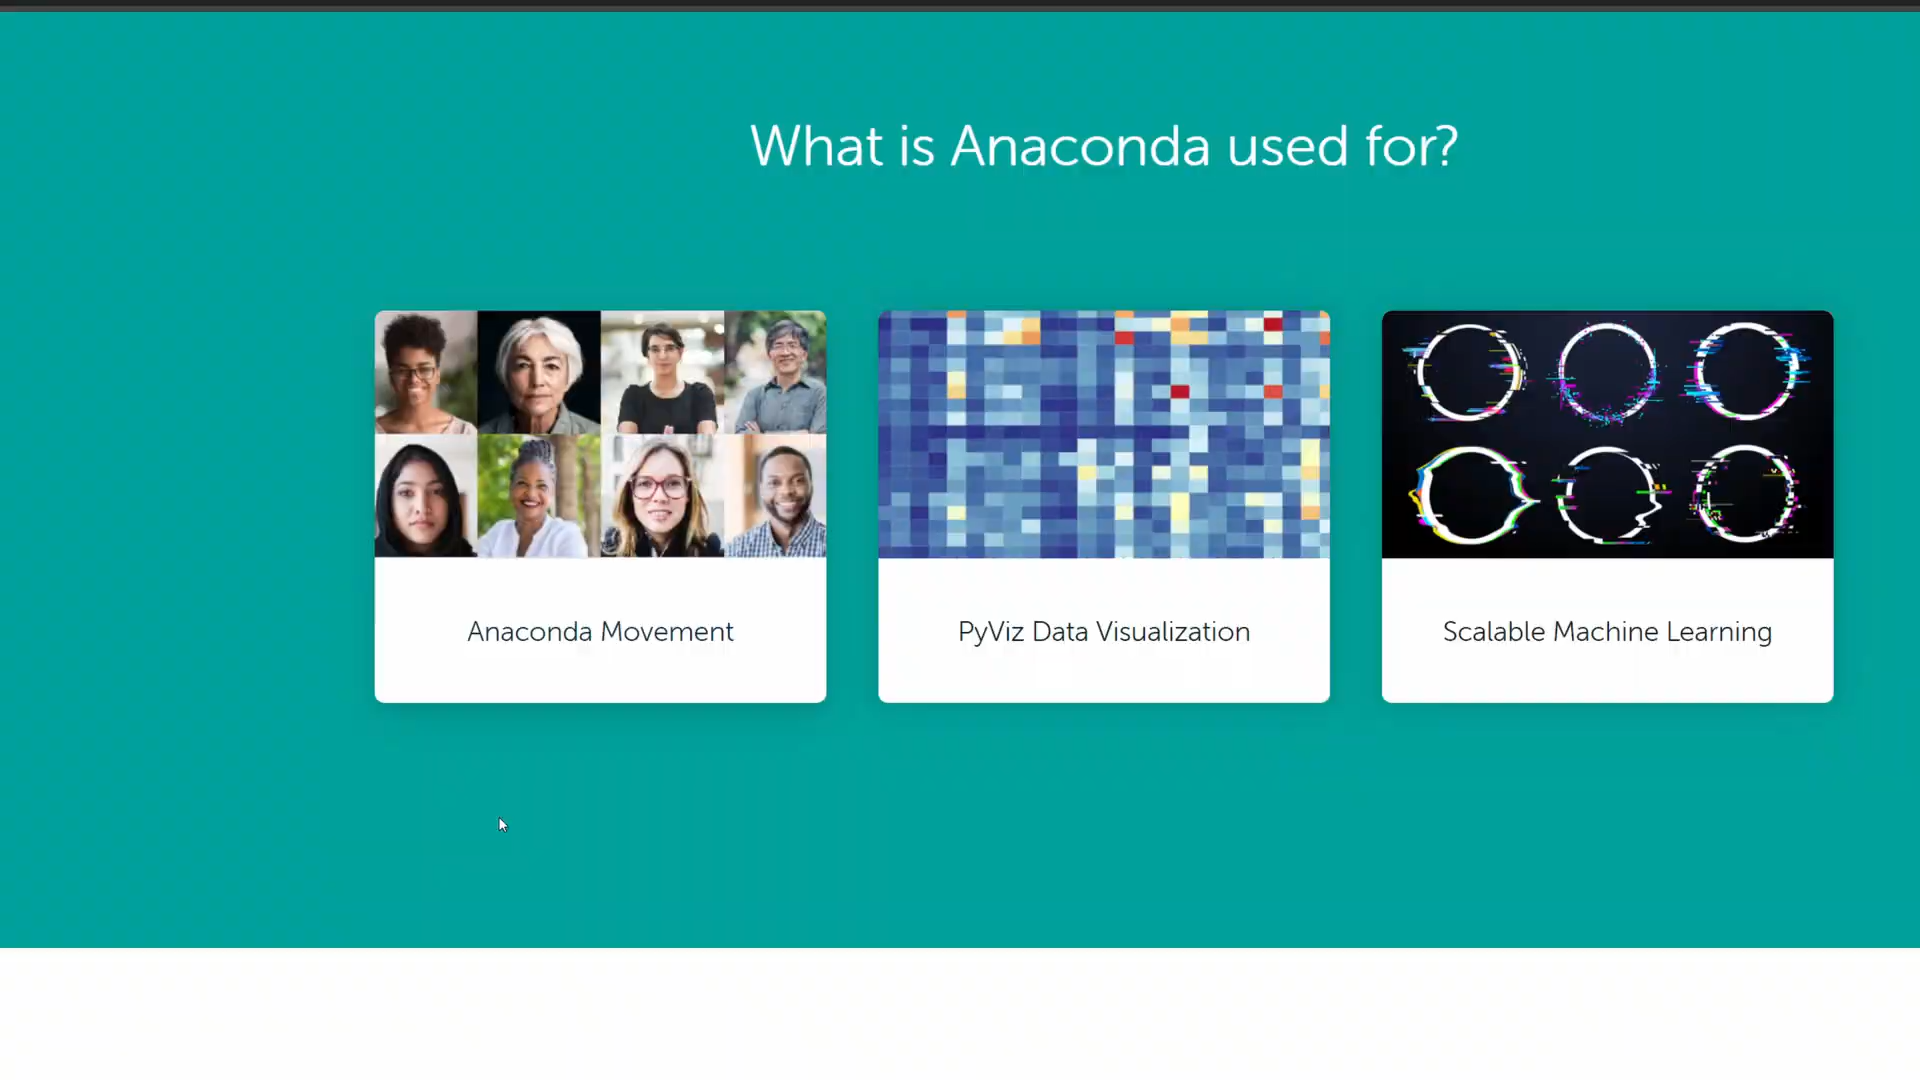 What is Anaconda used for?
Anaconda Movement
PyViz Data Visualization
Scalable Machine Learning